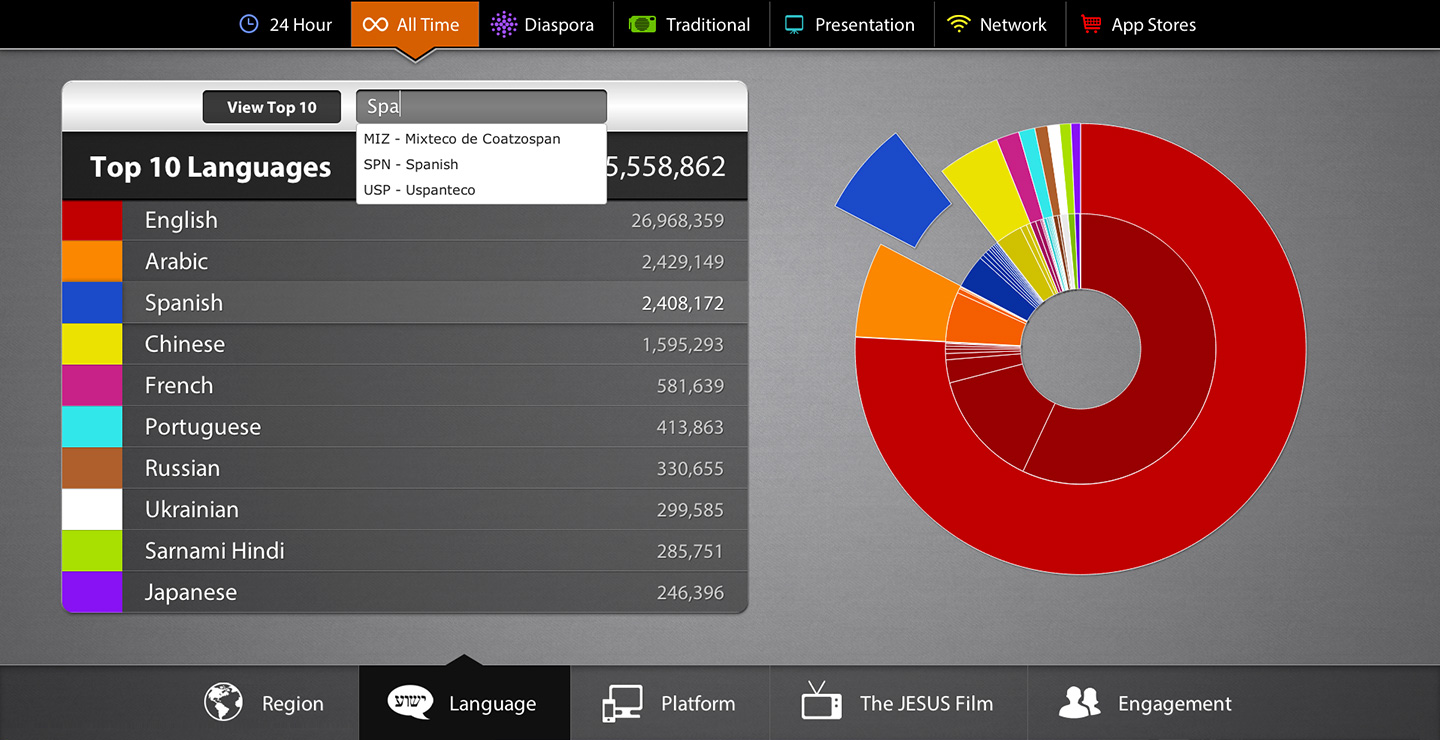 24 Hour
All Time
Diaspora
Traditional
Presentation
Network
App Stores
View Top 10
Spa
MIZ - Mixteco de Coatzospan
SPN - Spanish
USP - Uspanteco
Top 10 Languages
5,558,862
English 26,968,359
Arabic 2,429,149
Spanish 2,408,172
Chinese 1,595,293
French 581,639
Portuguese 413,863
Russian 330,655
Ukrainian 299,585
Sarnami Hindi 285,751
Japanese 246,396
Region
ישוע
Language
Platform
The JESUS Film
Engagement